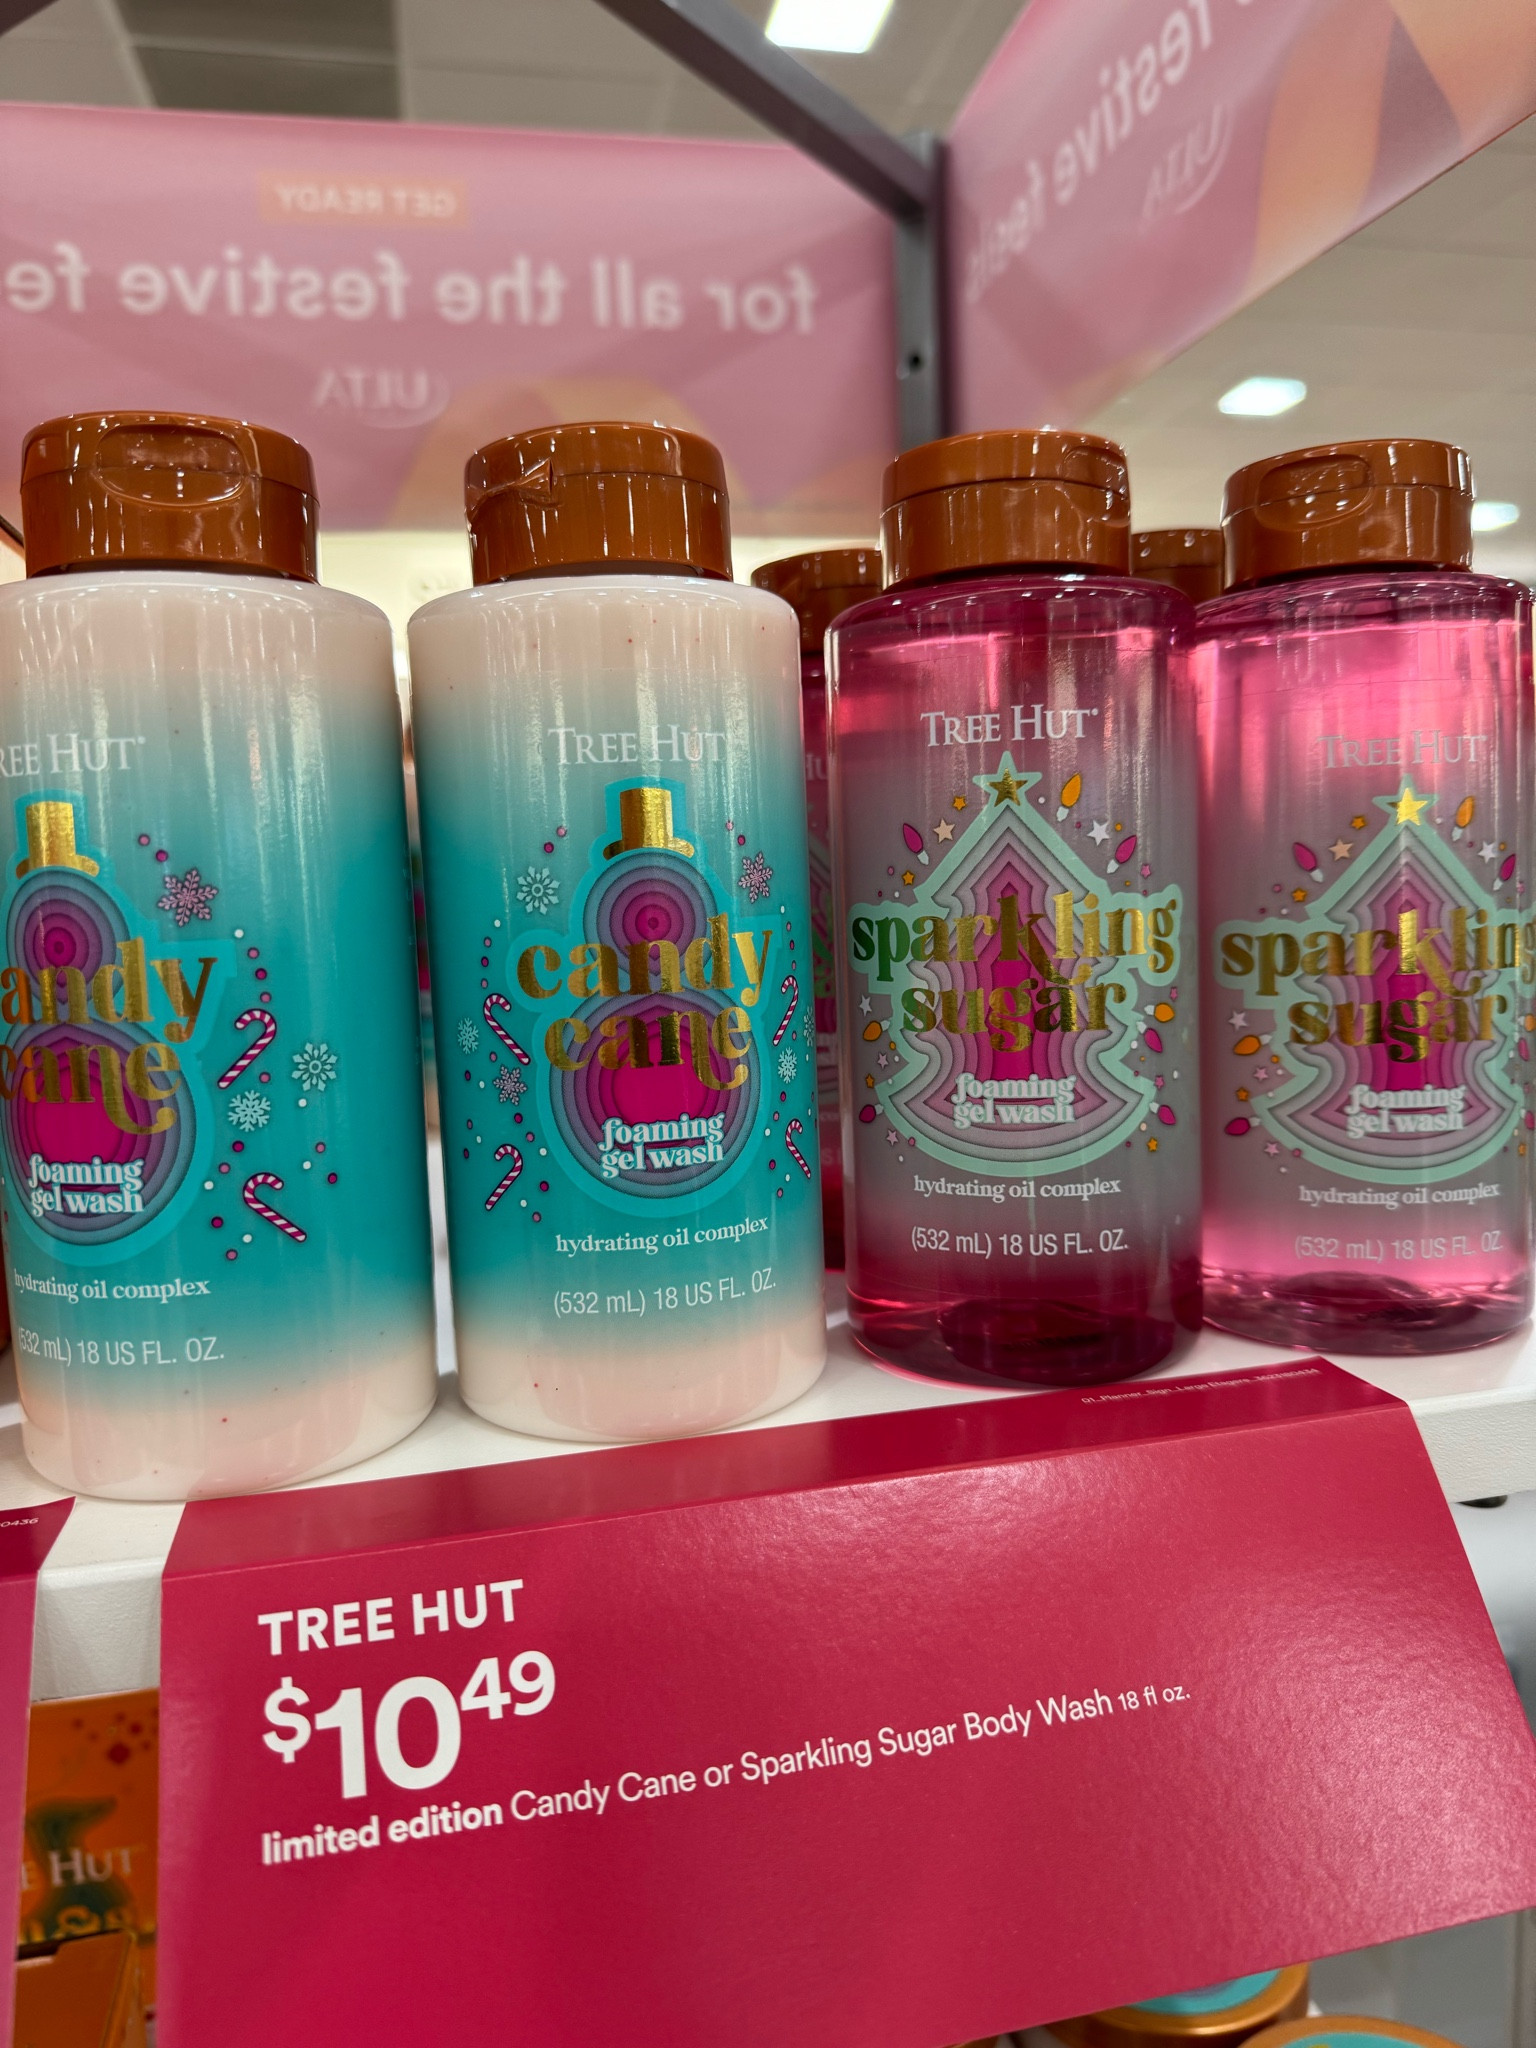 GET READY
for all the festive fe
ULTA
festive feels
ULTA
TREE HUT
candy
cane
foaming
gel wash
hydrating oil complex
(532 mL) 18 US FL. OZ.
TREE HUT
candy
cane
foaming
gel wash
hydrating oil complex
(532 mL) 18 US FL. OZ.
TREE HUT
sparkling
sugar
foaming
gel wash
hydrating oil complex
(532 mL) 18 US FL. OZ.
TREE HUT
sparkling
sugar
foaming
gel wash
hydrating oil complex
(532 mL) 18 US FL. OZ.
0436
TREE HUT
$10.49
limited edition Candy Cane or Sparkling Sugar Body Wash 18 fl oz.
E HUT